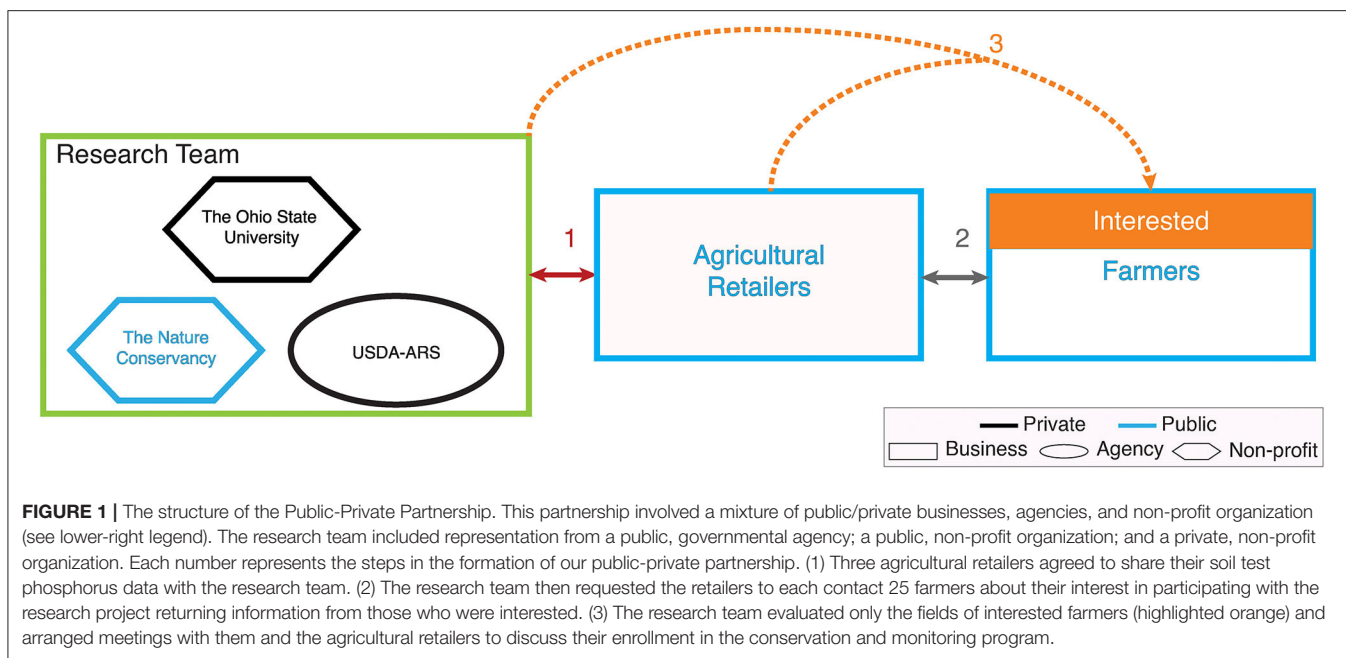 3
Research Team
The Ohio State
University
The Nature
Conservancy
USDA-ARS
1
Agricultural
Retailers
2
Interested
Farmers
Private Public
Business Agency Non-profit
FIGURE 1 | The structure of the Public-Private Partnership. This partnership involved a mixture of public/private businesses, agencies, and non-profit organization
(see lower-right legend). The research team included representation from a public, governmental agency; a public, non-profit organization; and a private, non-profit
organization. Each number represents the steps in the formation of our public-private partnership. (1) Three agricultural retailers agreed to share their soil test
phosphorus data with the research team. (2) The research team then requested the retailers to each contact 25 farmers about their interest in participating with the
research project returning information from those who were interested. (3) The research team evaluated only the fields of interested farmers (highlighted orange) and
arranged meetings with them and the agricultural retailers to discuss their enrollment in the conservation and monitoring program.